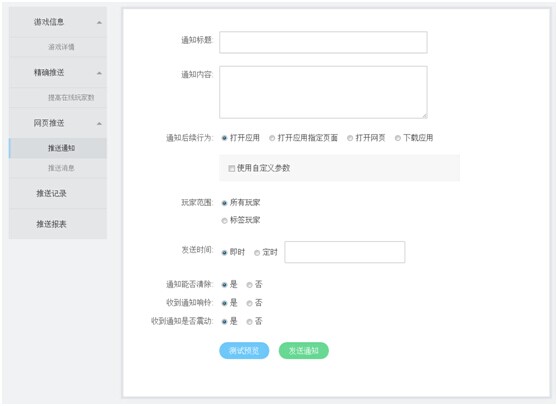 游戏信息
游戏详情
精确推送
提高在线玩家数
网页推送
推送通知
推送消息
推送记录
推送报表
通知标题:
通知内容:
通知后续行为: 打开应用 打开应用指定页面 打开网页 下载应用
使用自定义参数
玩家范围: 所有玩家
标签玩家
发送时间: 即时 定时
通知能否清除: 是 否
收到通知响铃: 是 否
收到通知是否震动: 是 否
测试预览 发送通知